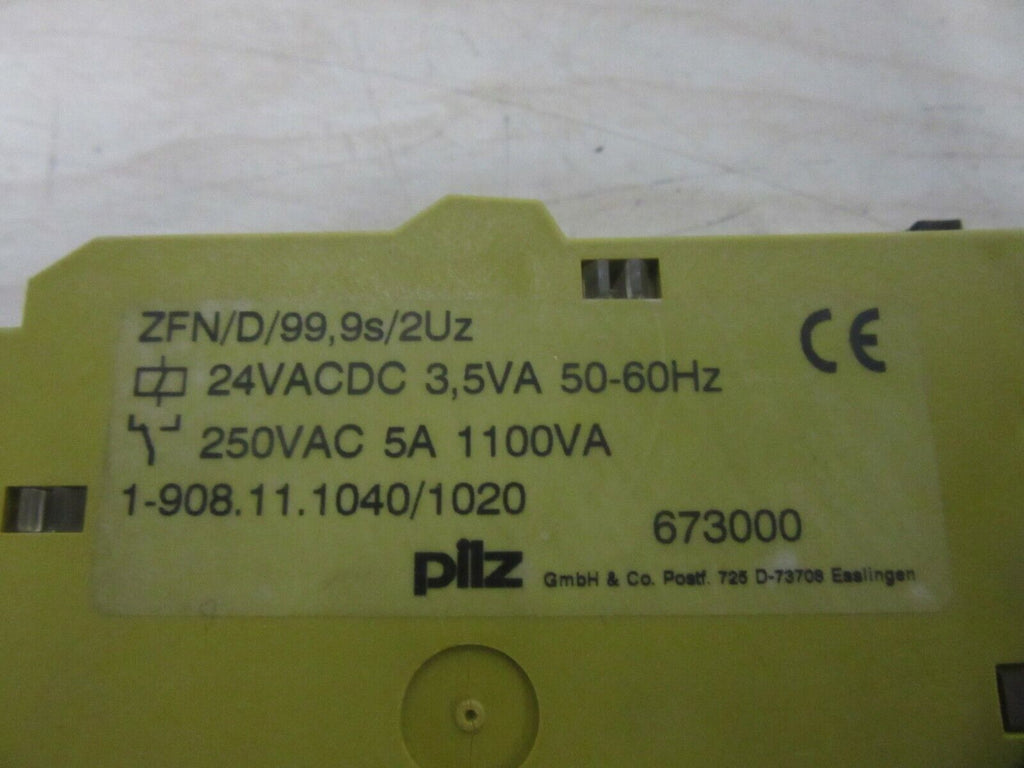 ZFN/D/99,9s/2Uz
CE
24VACDC 3,5VA 50-60Hz
250VAC 5A 1100VA
1-908.11.1040/1020
673000
pilz GmbH & Co. Postf. 725 D-73708 Esslingen